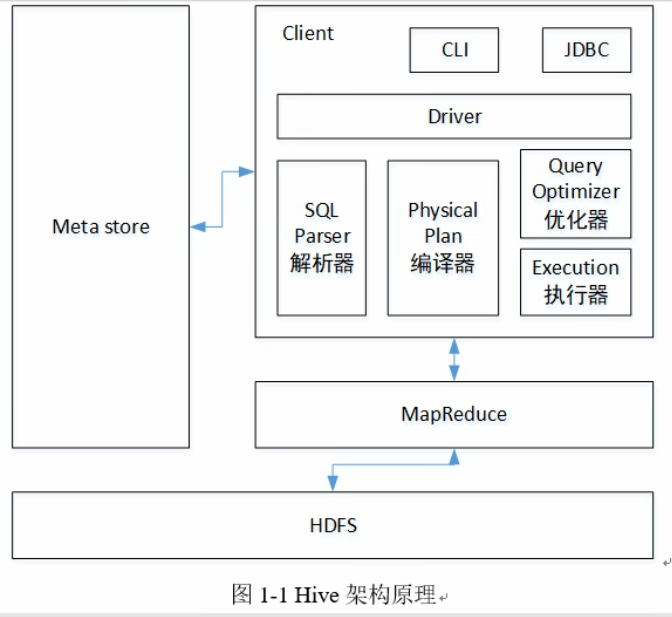 Client
CLI
JDBC
Driver
Meta store
SQL
Parser
解析器
Physical
Plan
编译器
Query
Optimizer
优化器
Execution
执行器
MapReduce
HDFS
图 1-1 Hive 架构原理